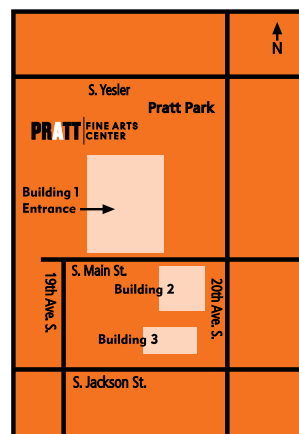 N
S. Yesler
Pratt Park
PRATT FINE ARTS
CENTER
Building 1
Entrance
S. Main St.
Building 2
19th Ave. S.
20th Ave. S.
Building 3
S. Jackson St.